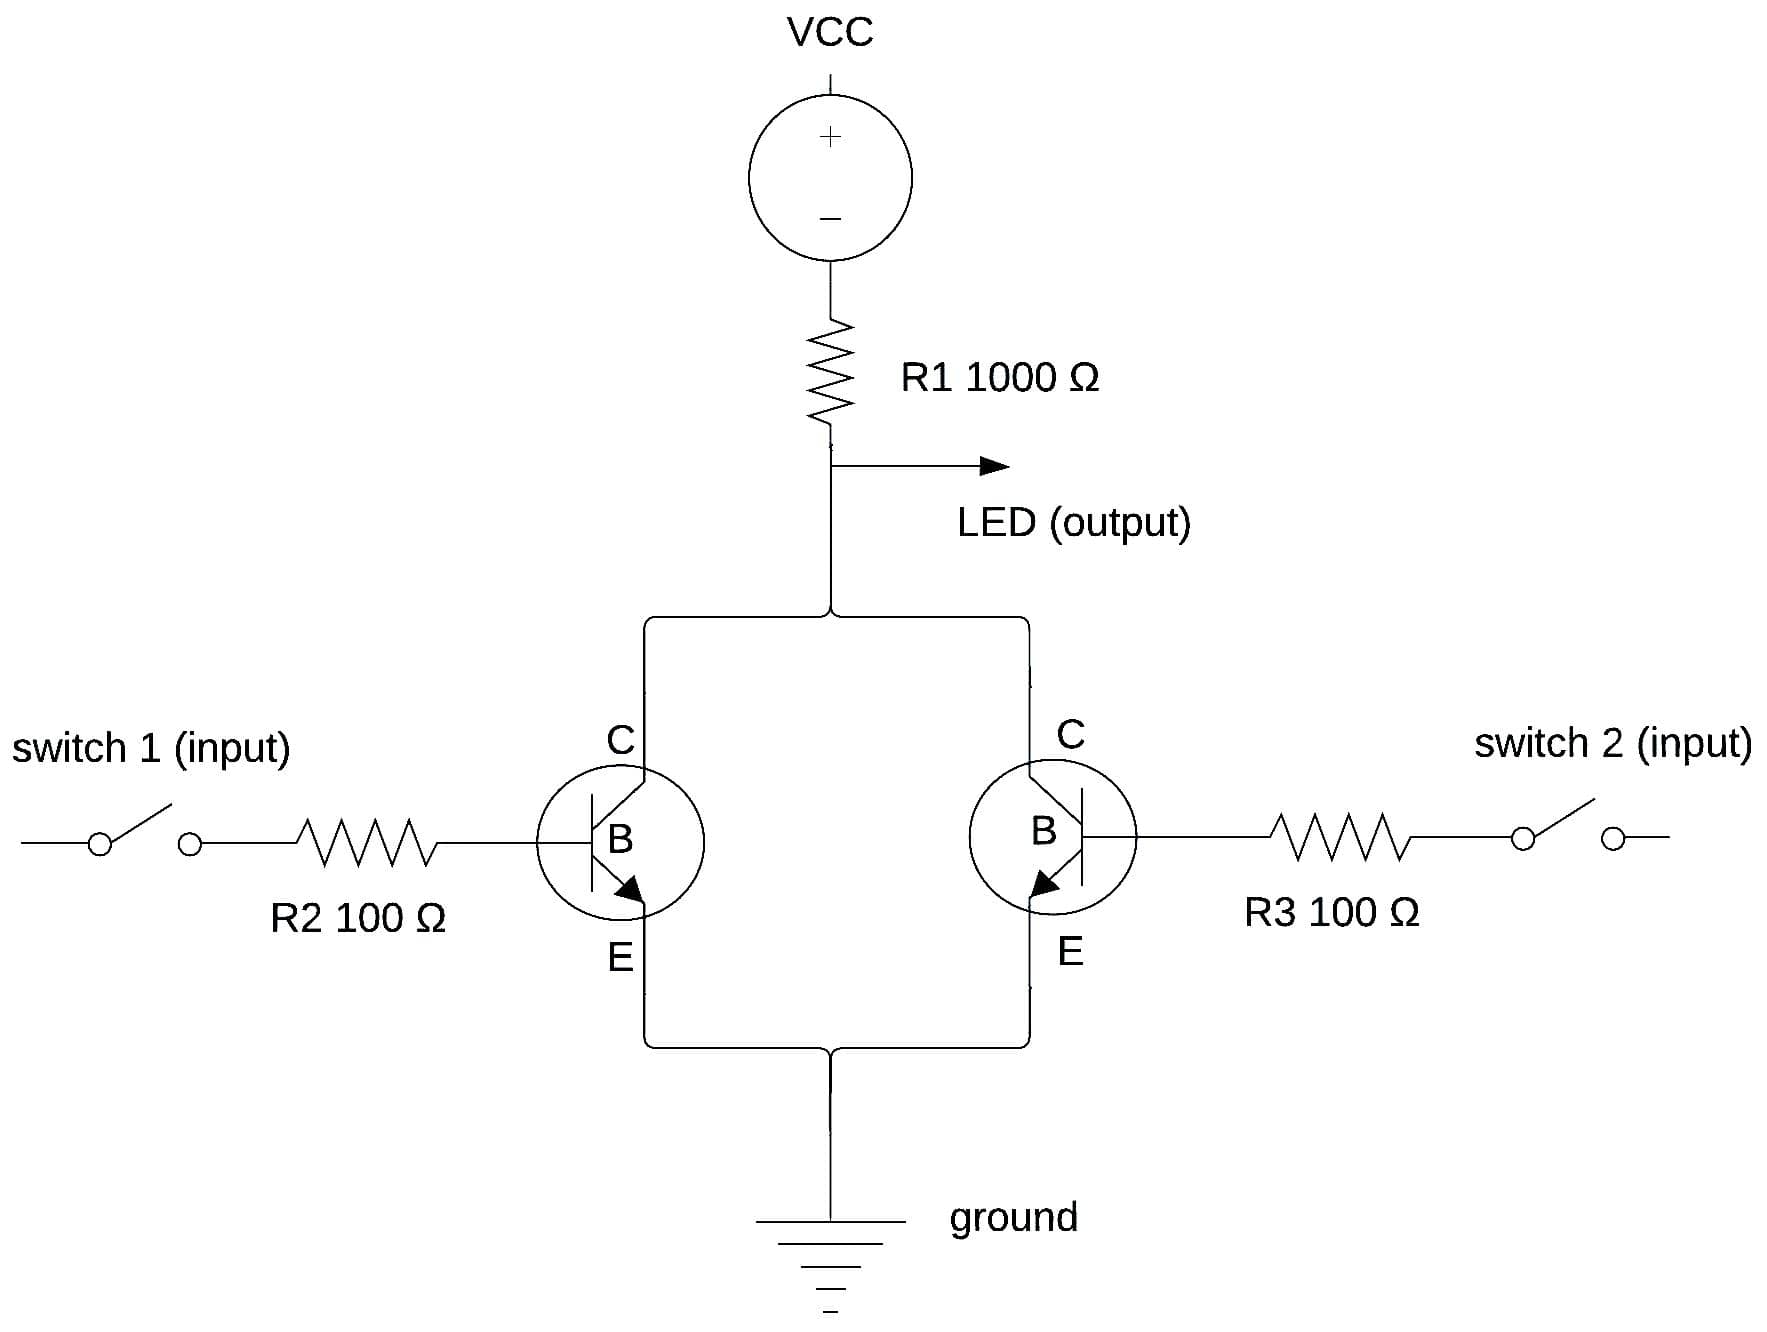 VCC
+
−
R1 1000 Ω
LED (output)
switch 1 (input)
C
C
switch 2 (input)
B
B
R2 100 Ω
R3 100 Ω
E
E
ground